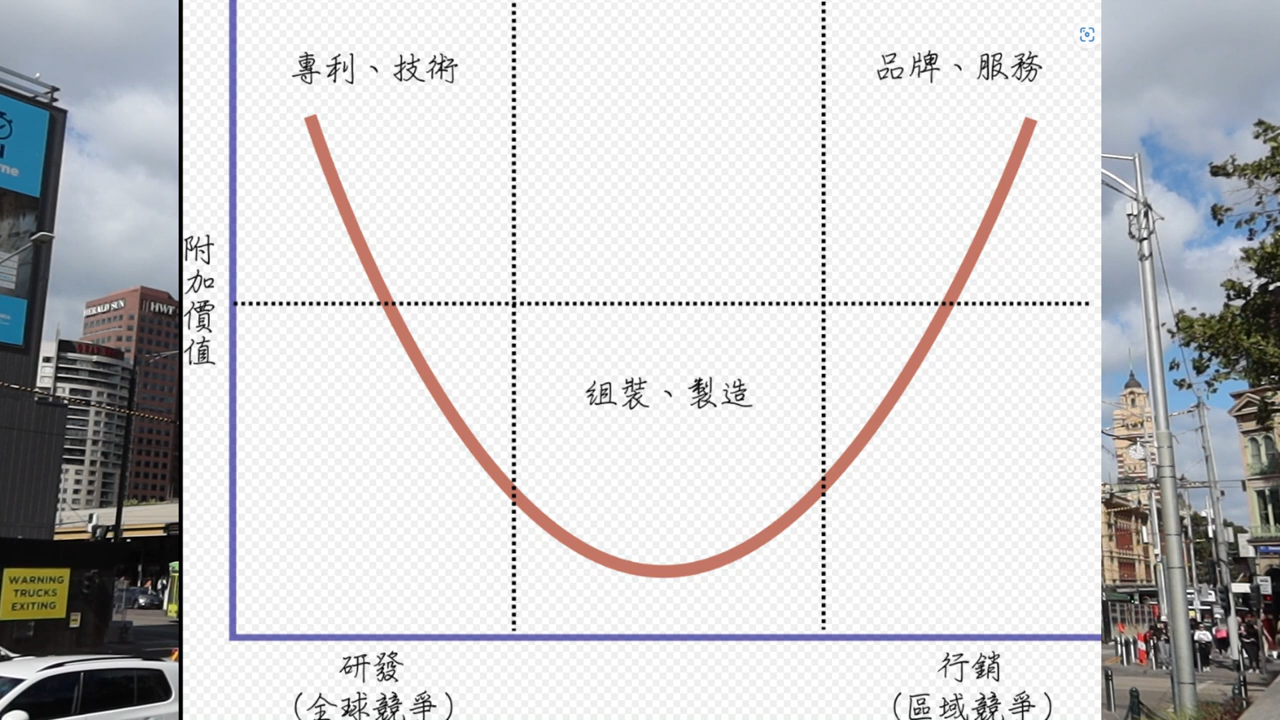 專利、技術
品牌、服務
附加價值
組裝、製造
研發
(全球競爭)
行銷
(區域競爭)
HERALD SUN
HWT
WARNING
TRUCKS
EXITING